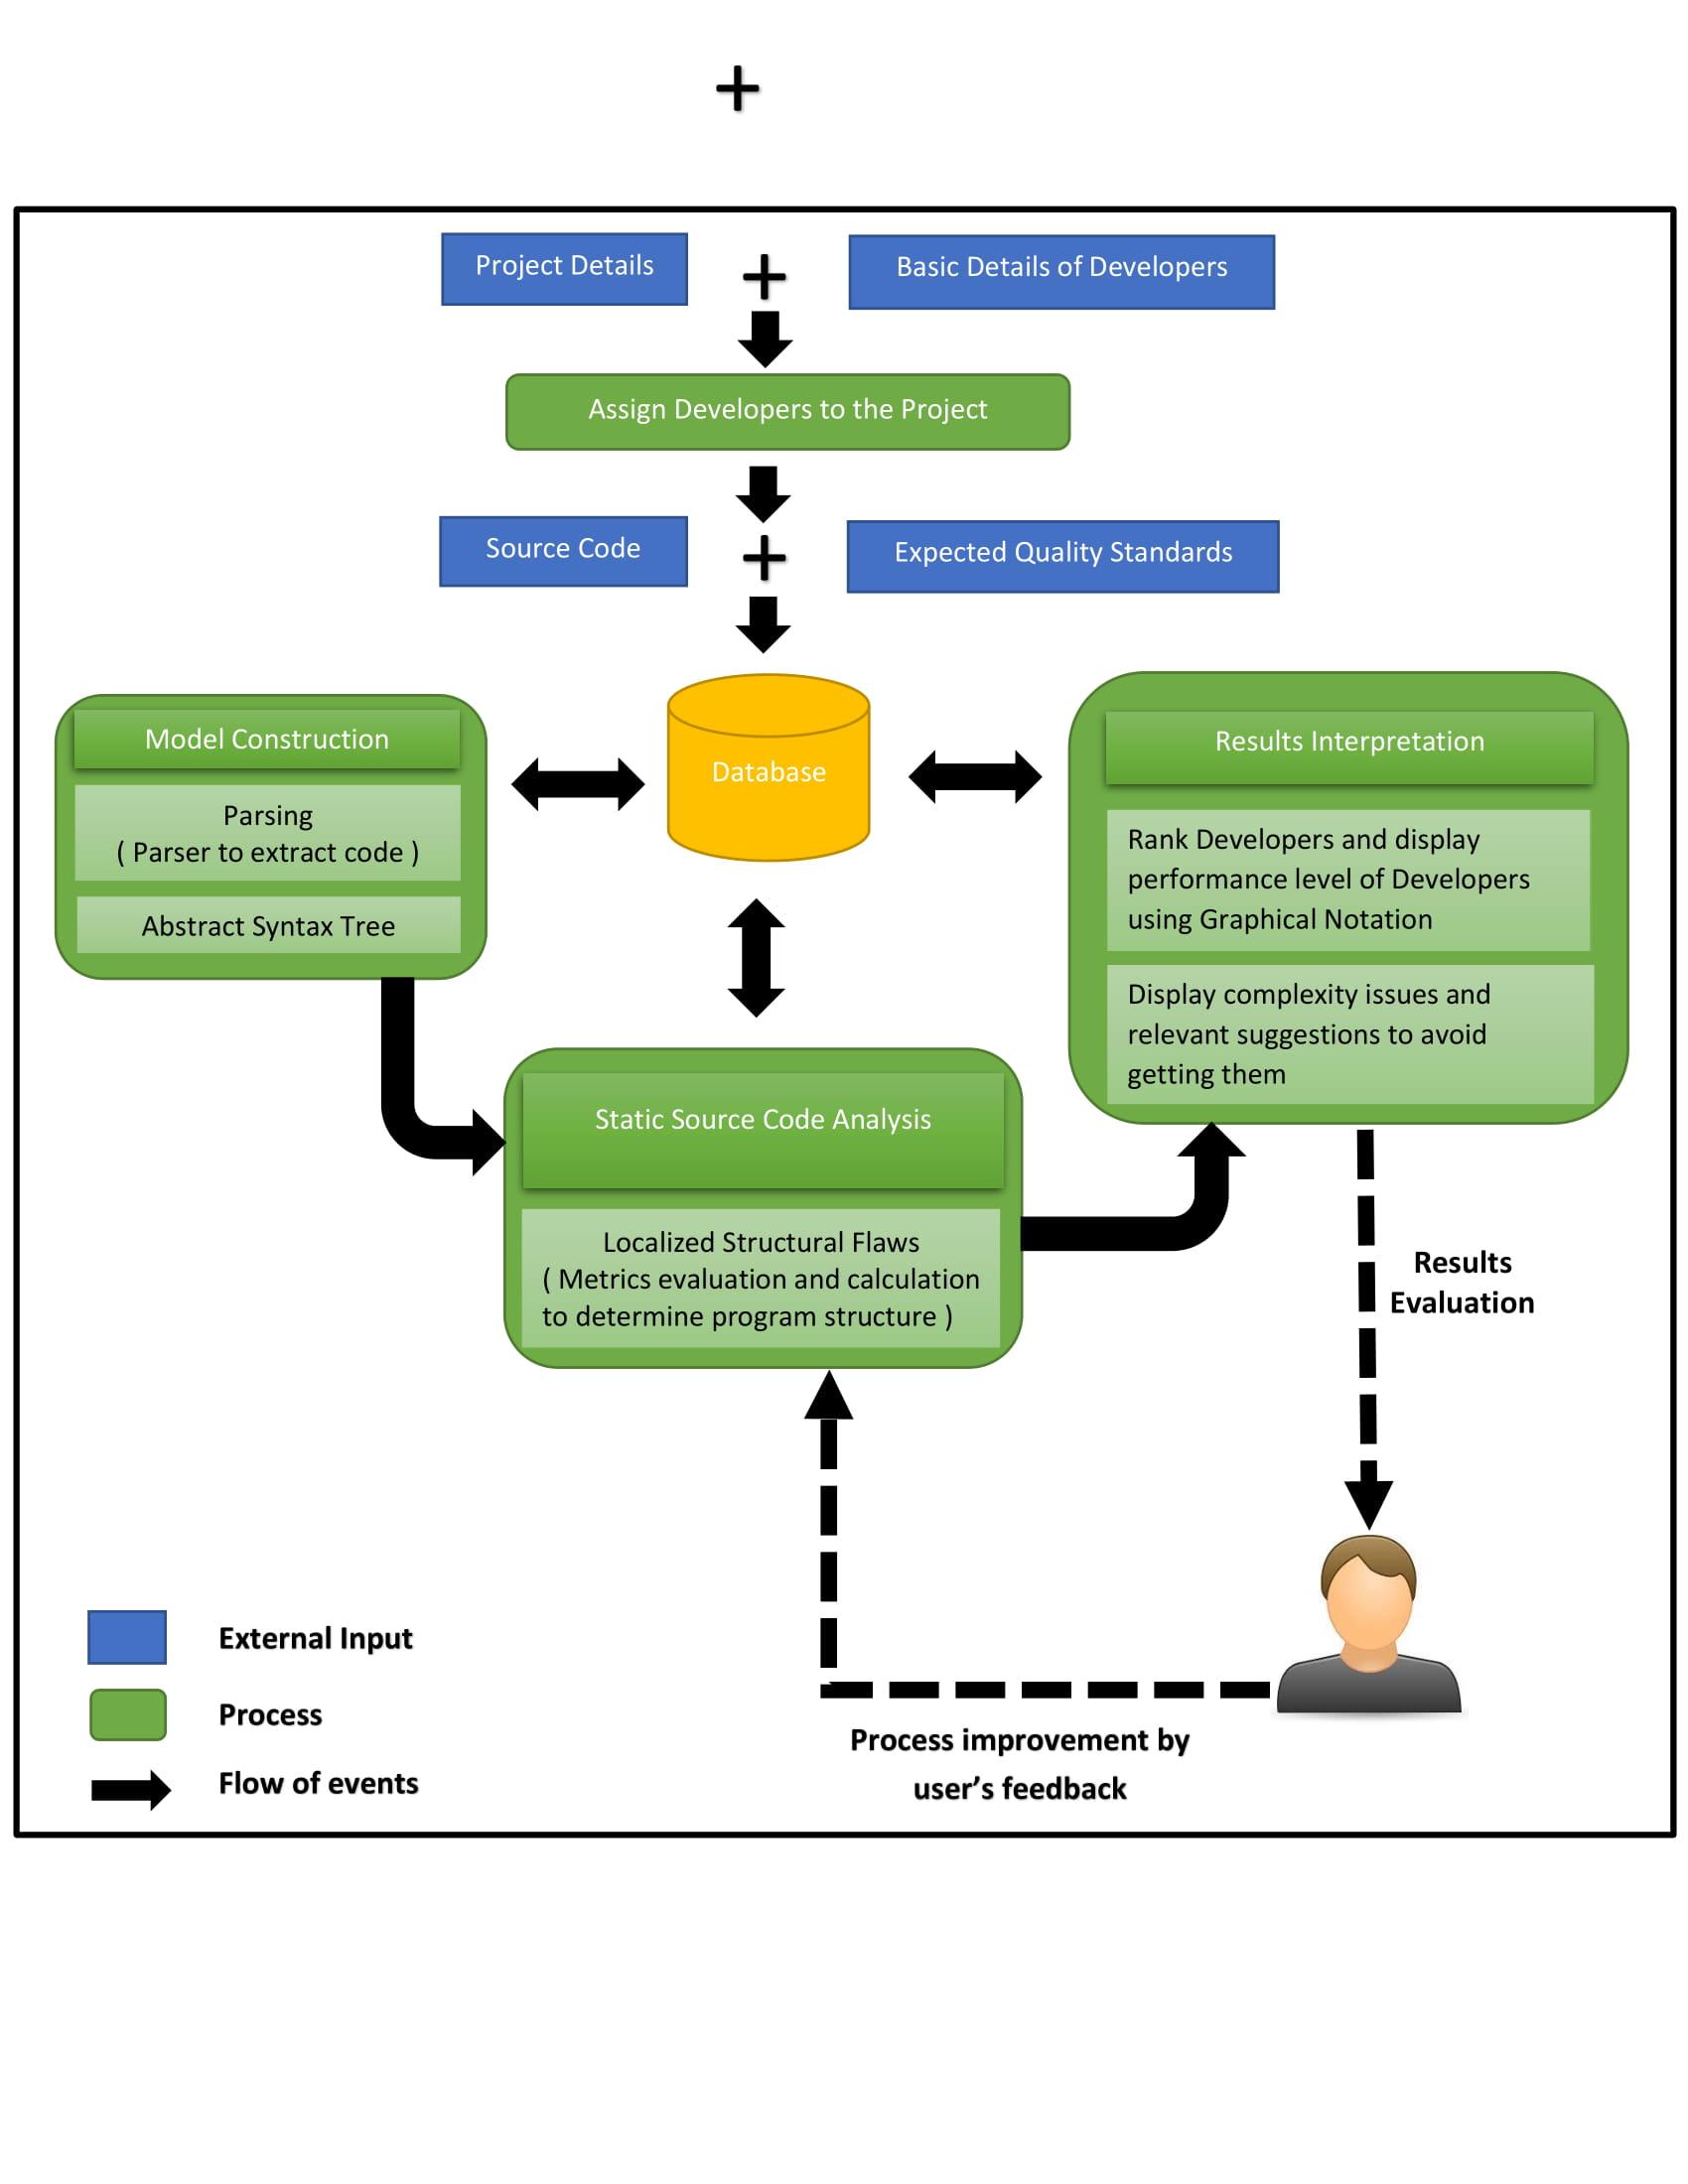 +
Project Details
+
Basic Details of Developers
Assign Developers to the Project
Source Code
+
Expected Quality Standards
Model Construction
Parsing
( Parser to extract code )
Abstract Syntax Tree
Database
Results Interpretation
Rank Developers and display
performance level of Developers
using Graphical Notation
Display complexity issues and
relevant suggestions to avoid
getting them
Static Source Code Analysis
Localized Structural Flaws
( Metrics evaluation and calculation
to determine program structure )
Results
Evaluation
Process improvement by
user’s feedback
External Input
Process
Flow of events